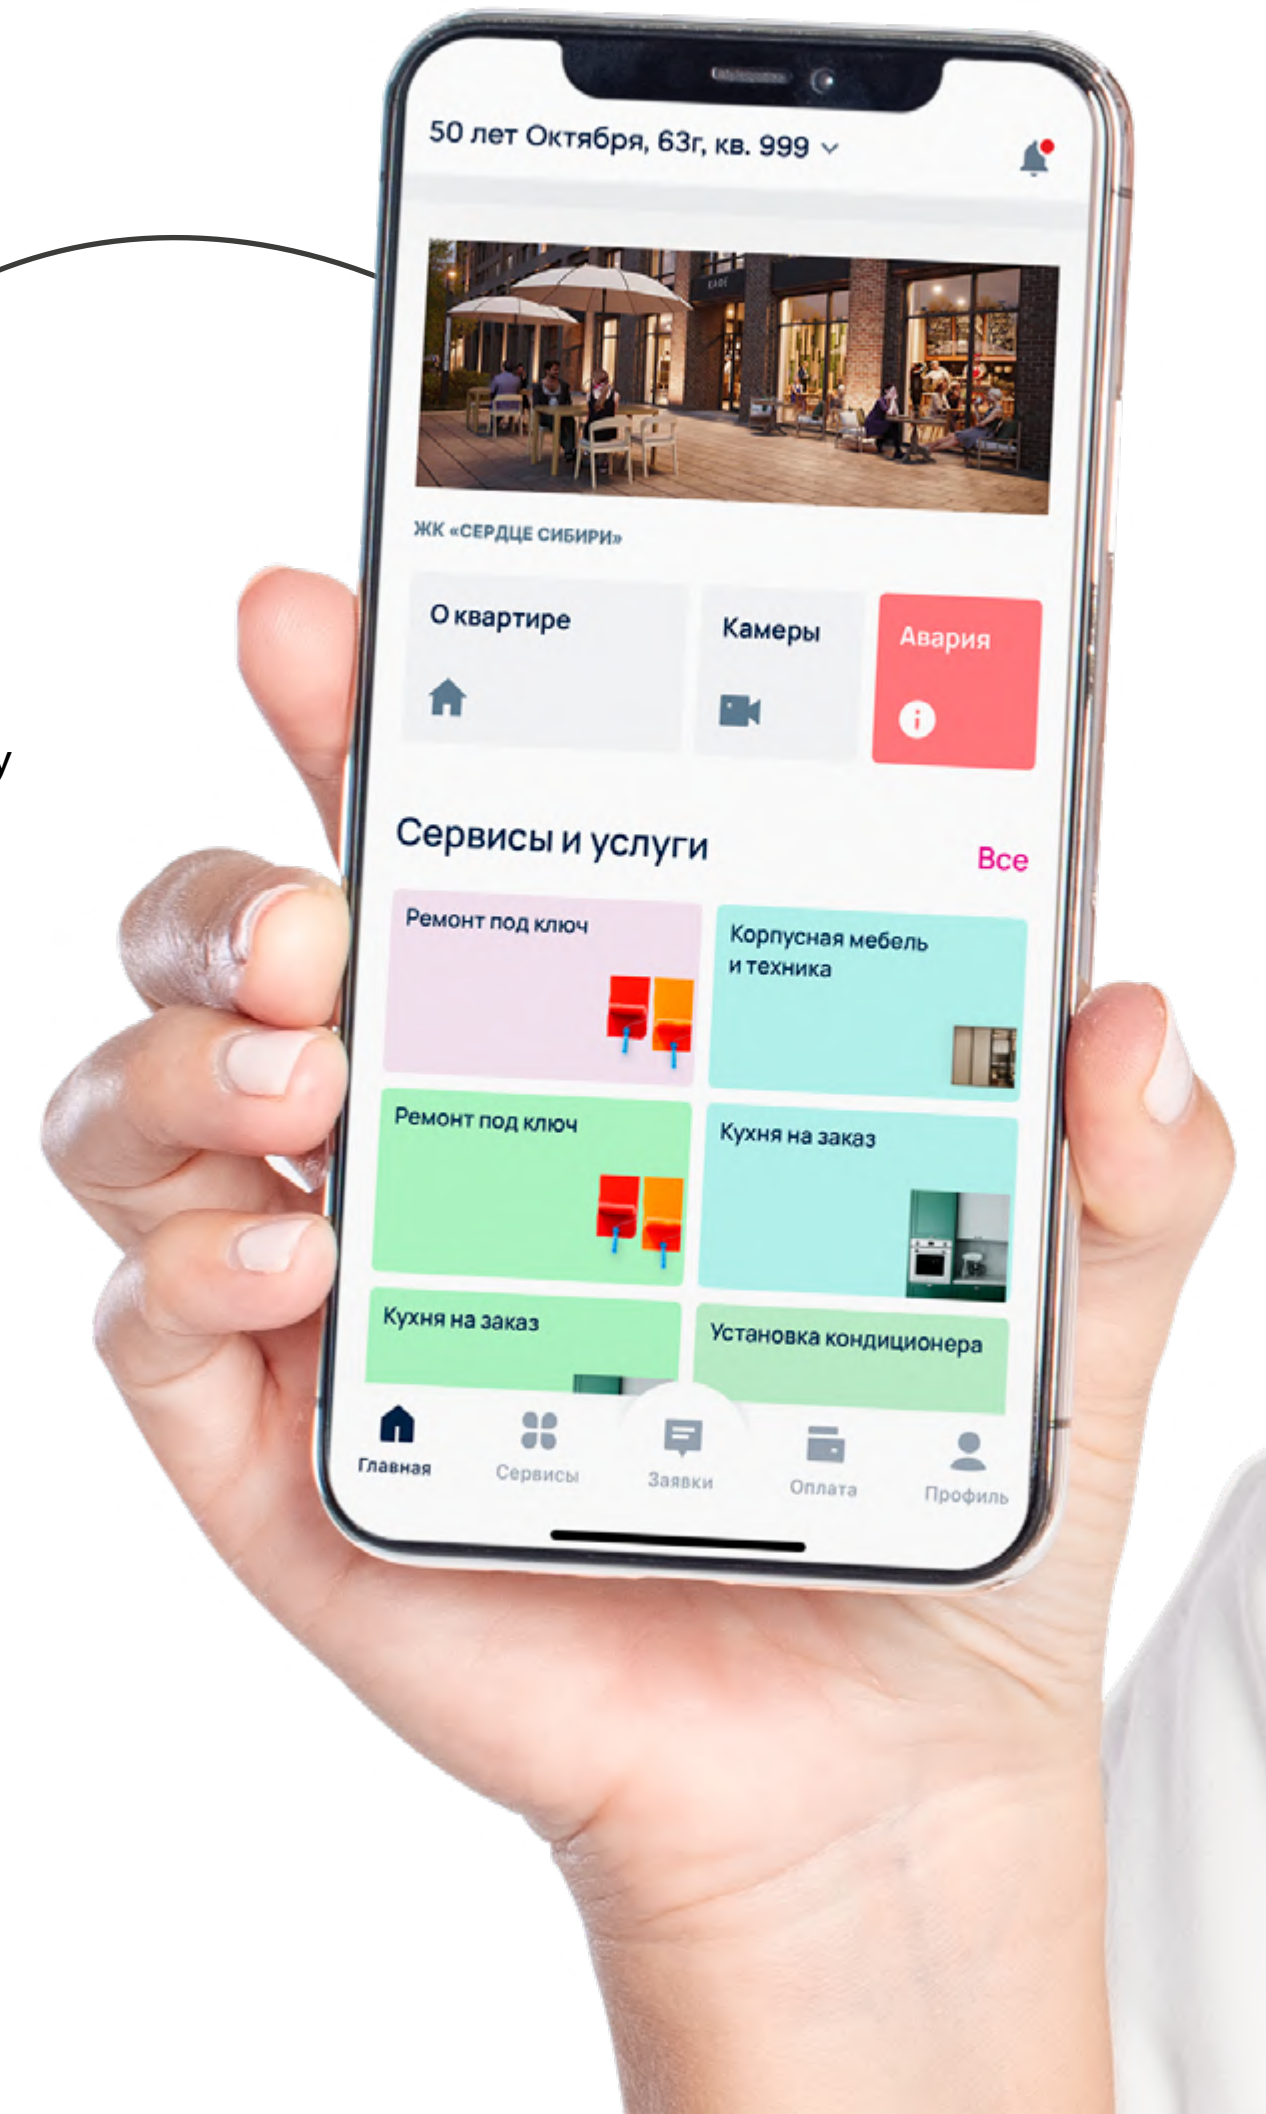 50 лет Октября, 63г, кв. 999
КАФЕ
ЖК «СЕРДЦЕ СИБИРИ»
О квартире
Камеры
Авария
у
Сервисы и услуги
Все
Ремонт под ключ
Корпусная мебель
и техника
Ремонт под ключ
Кухня на заказ
Кухня на заказ
Установка кондиционера
Главная
Сервисы
Заявки
Оплата
Профиль